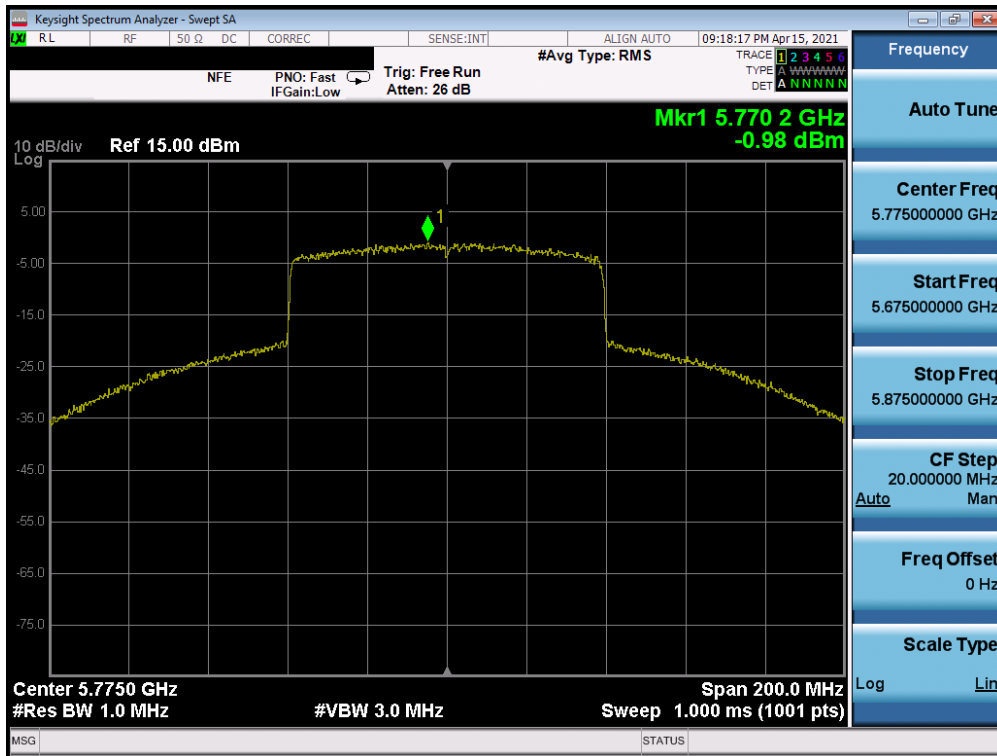 Keysight Spectrum Analyzer - Swept SA
LXI RL RF 50 Ω DC CORREC SENSE:INT ALIGN AUTO 09:18:17 PM Apr 15, 2021
NFE PNO: Fast IFGain:Low Trig: Free Run Atten: 26 dB #Avg Type: RMS
TRACE 1 2 3 4 5 6
TYPE A WWWWW
DET A N N N N N
Mkr1 5.770 2 GHz
-0.98 dBm
10 dB/div Ref 15.00 dBm
Log
1
5.00
-5.00
-15.0
-25.0
-35.0
-45.0
-55.0
-65.0
-75.0
Center 5.7750 GHz Span 200.0 MHz
#Res BW 1.0 MHz #VBW 3.0 MHz Sweep 1.000 ms (1001 pts)
MSG STATUS
Frequency
Auto Tune
Center Freq
5.775000000 GHz
Start Freq
5.675000000 GHz
Stop Freq
5.875000000 GHz
CF Step
20.000000 MHz
Auto Man
Freq Offset
0 Hz
Scale Type
Log Lin